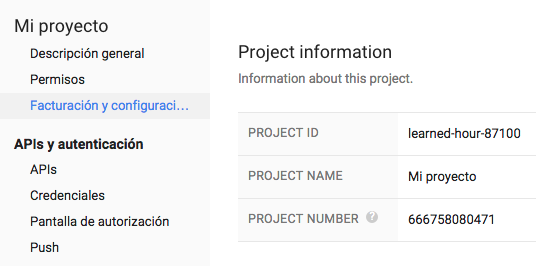 Mi proyecto
Descripción general
Permisos
Facturación y configuraci...
APIs y autenticación
APIs
Credenciales
Pantalla de autorización
Push
Project information
Information about this project.
PROJECT ID learned-hour-87100
PROJECT NAME Mi proyecto
PROJECT NUMBER ? 666758080471